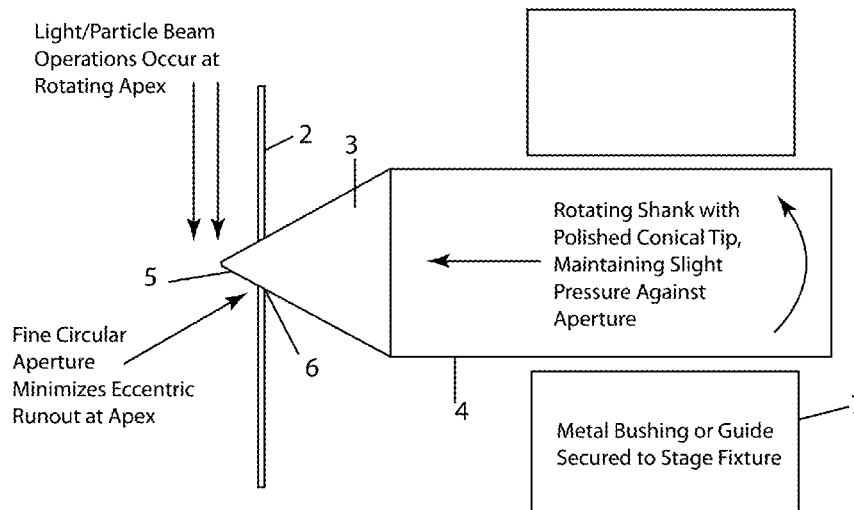 Light/Particle Beam
Operations Occur at
Rotating Apex
2
3
Rotating Shank with
Polished Conical Tip,
Maintaining Slight
Pressure Against
Aperture
5
Fine Circular
Aperture
Minimizes Eccentric
Runout at Apex
6
4
Metal Bushing or Guide
Secured to Stage Fixture